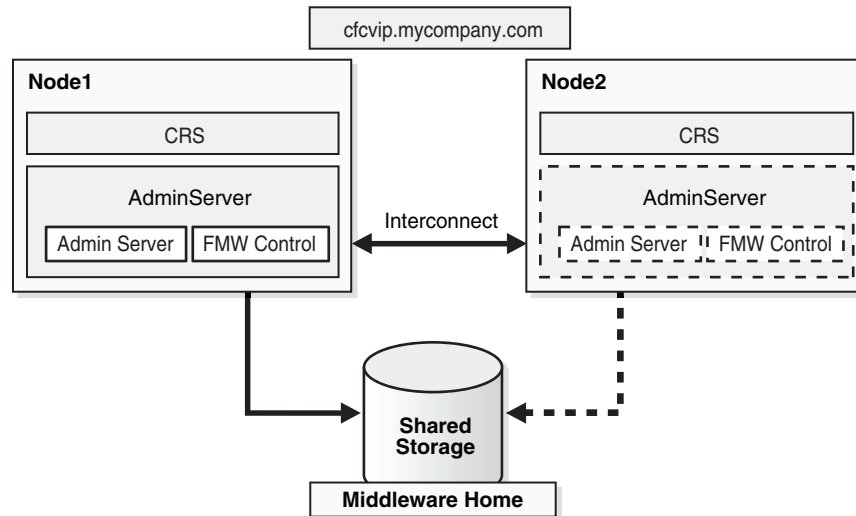 cfcvip.mycompany.com
Node1
CRS
AdminServer
Admin Server
FMW Control
Interconnect
Node2
CRS
AdminServer
Admin Server
FMW Control
Shared
Storage
Middleware Home